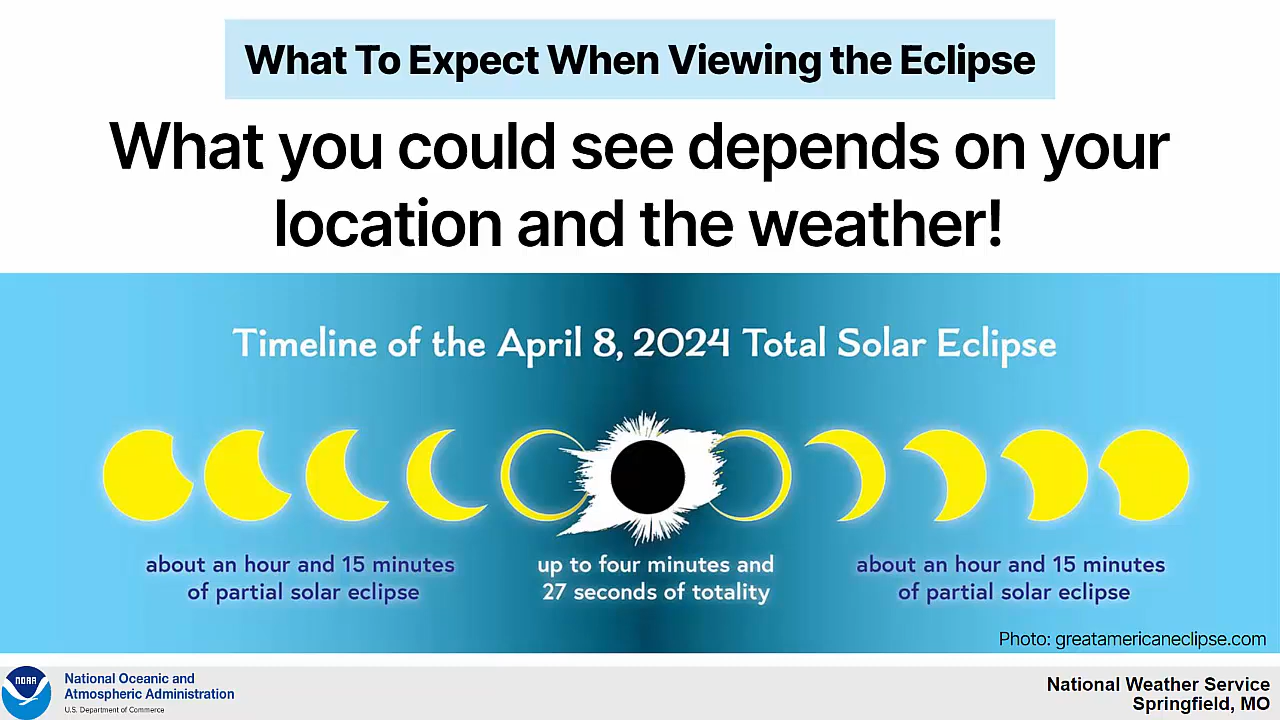 What To Expect When Viewing the Eclipse
What you could see depends on your
location and the weather!
Timeline of the April 8, 2024 Total Solar Eclipse
about an hour and 15 minutes
of partial solar eclipse
up to four minutes and
27 seconds of totality
about an hour and 15 minutes
of partial solar eclipse
Photo: greatamericaneclipse.com
NOAA
National Oceanic and
Atmospheric Administration
U.S. Department of Commerce
National Weather Service
Springfield, MO